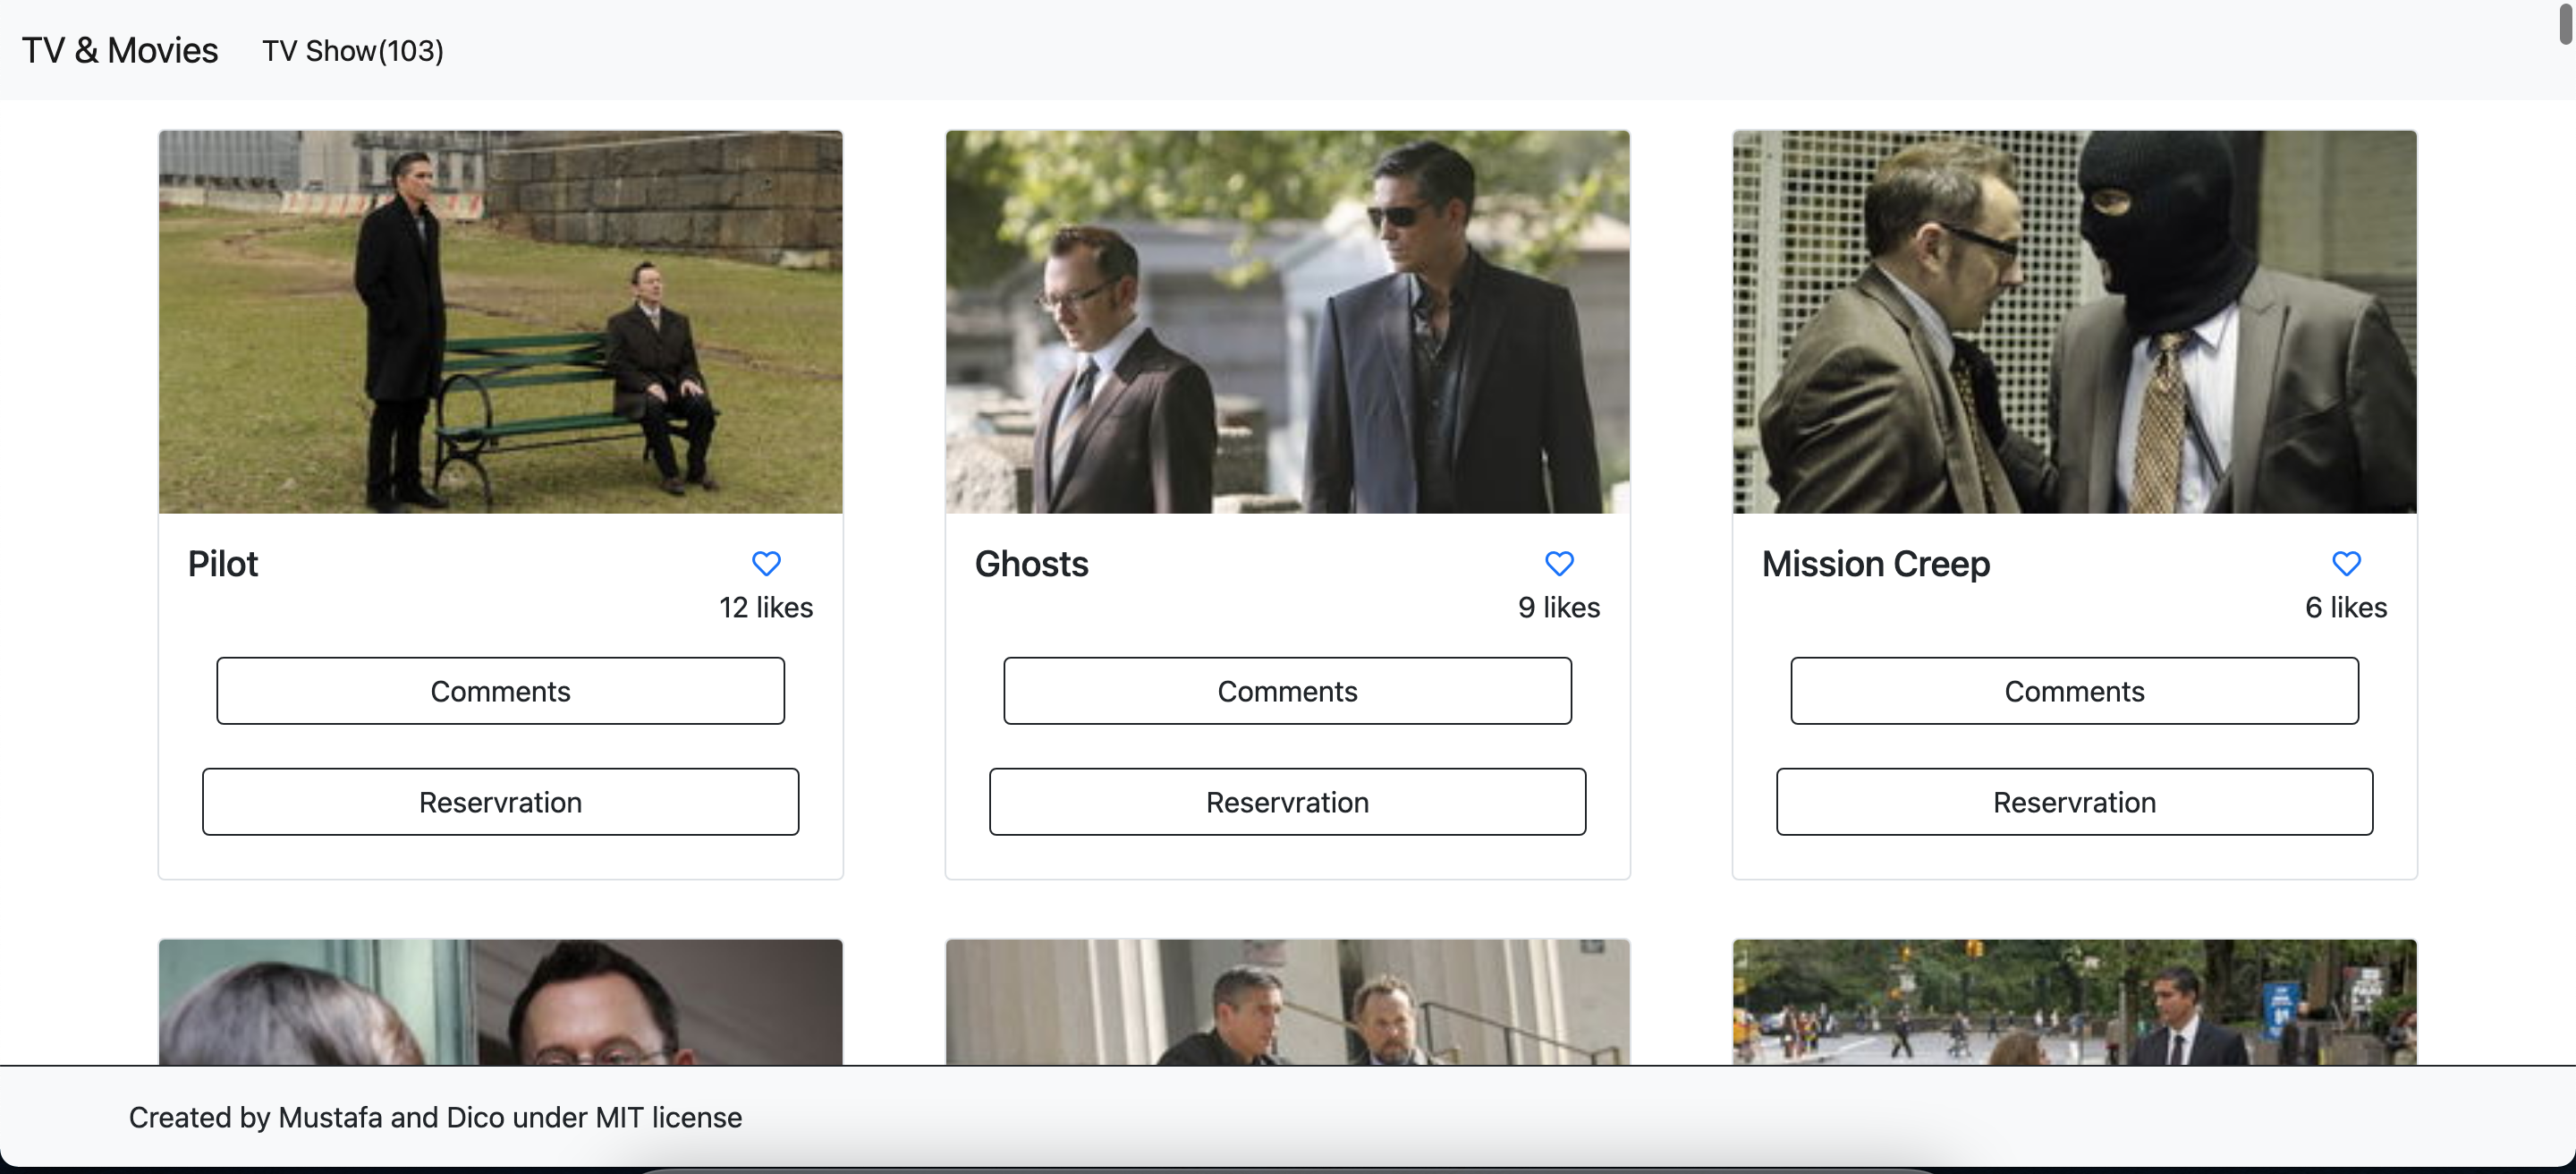 TV & Movies TV Show(103)
Pilot
12 likes
Comments
Reservration
Ghosts
9 likes
Comments
Reservration
Mission Creep
6 likes
Comments
Reservration
Created by Mustafa and Dico under MIT license